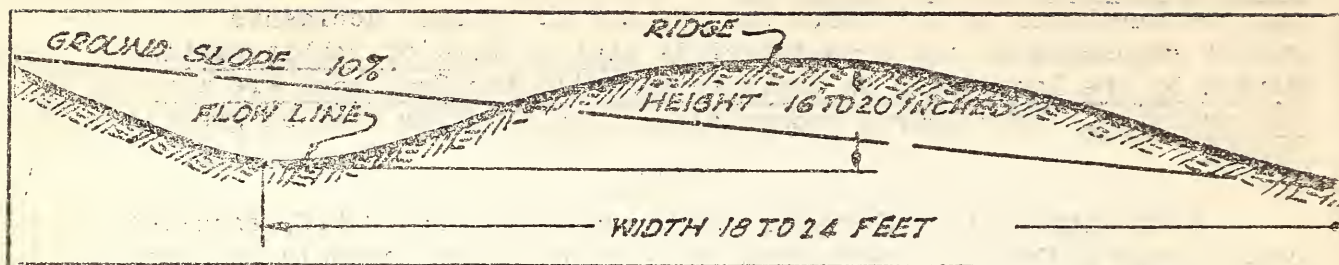 RIDGE
GROUND SLOPE 10%
HEIGHT 16 TO 20 INCHES
FLOW LINE
WIDTH 18 TO 24 FEET